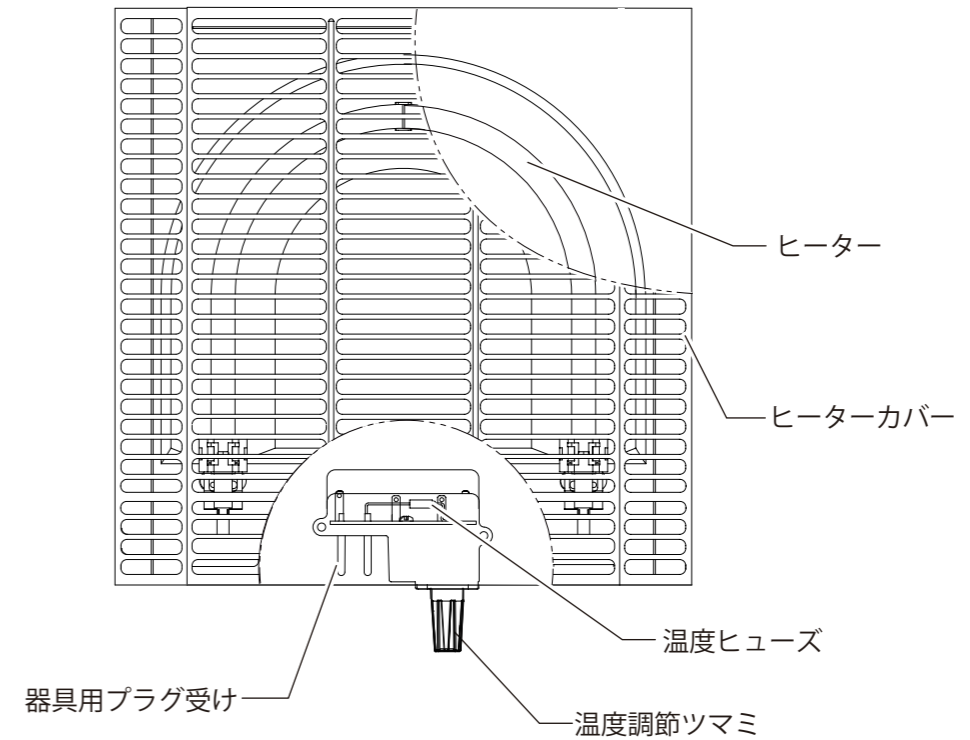 ヒーター
ヒーターカバー
温度ヒューズ
器具用プラグ受け
温度調節ツマミ